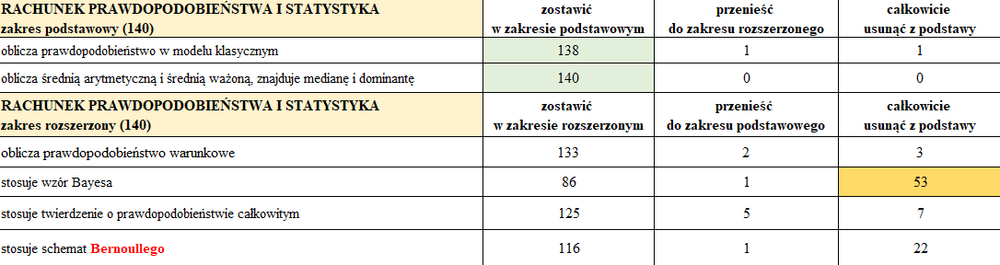 RACHUNEK PRAWDOPODOBIEŃSTWA I STATYSTYKA zostawić przenieść całkowicie
zakres podstawowy (140) w zakresie podstawowym do zakresu rozszerzonego usunąć z podstawy
oblicza prawdopodobieństwo w modelu klasycznym 138 1 1
oblicza średnią arytmetyczną i średnią ważoną, znajduje medianę i dominantę 140 0 0
RACHUNEK PRAWDOPODOBIEŃSTWA I STATYSTYKA zostawić przenieść całkowicie
zakres rozszerzony (140) w zakresie rozszerzonym do zakresu podstawowego usunąć z podstawy
oblicza prawdopodobieństwo warunkowe 133 2 3
stosuje wzór Bayesa 86 1 53
stosuje twierdzenie o prawdopodobieństwie całkowitym 125 5 7
stosuje schemat Bernoullego 116 1 22